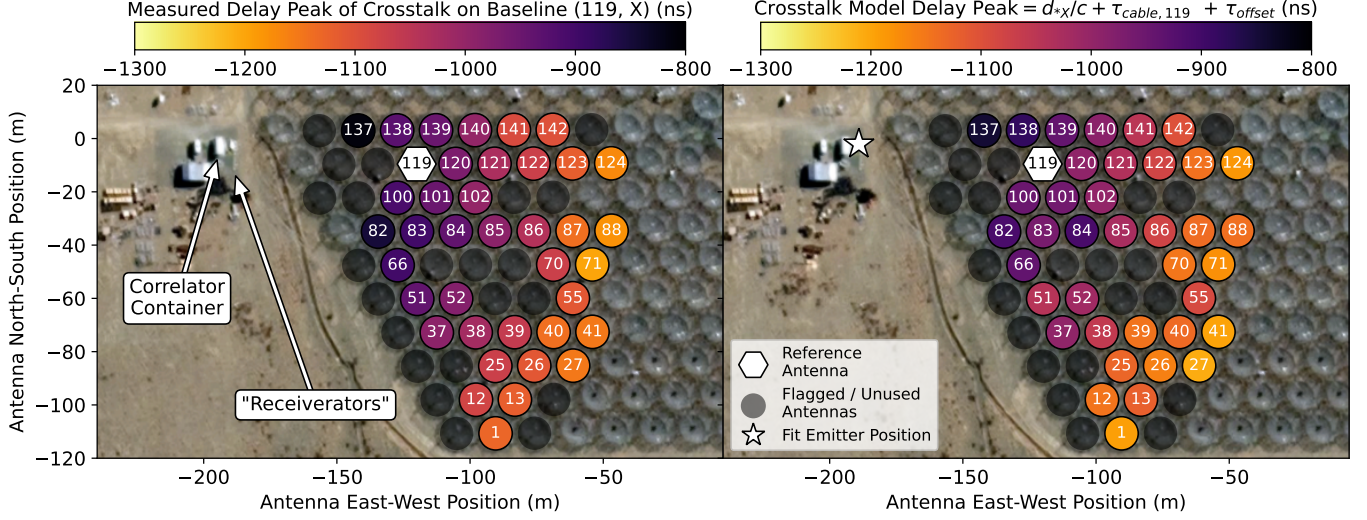 Measured Delay Peak of Crosstalk on Baseline (119, X) (ns)
−1300 −1200 −1100 −1000 −900 −800
Crosstalk Model Delay Peak = d*X/c + τcable, 119 + τoffset (ns)
−1300 −1200 −1100 −1000 −900 −800
Antenna North-South Position (m)
20
0
−20
−40
−60
−80
−100
−120
137 138 139 140 141 142
119 120 121 122 123 124
100 101 102
82 83 84 85 86 87 88
66 70 71
51 52 55
37 38 39 40 41
25 26 27
12 13
1
Correlator
Container
"Receiverators"
−200 −150 −100 −50
Antenna East-West Position (m)
137 138 139 140 141 142
119 120 121 122 123 124
100 101 102
82 83 84 85 86 87 88
66 70 71
51 52 55
37 38 39 40 41
25 26 27
12 13
1
Reference
Antenna
Flagged / Unused
Antennas
Fit Emitter Position
−200 −150 −100 −50
Antenna East-West Position (m)